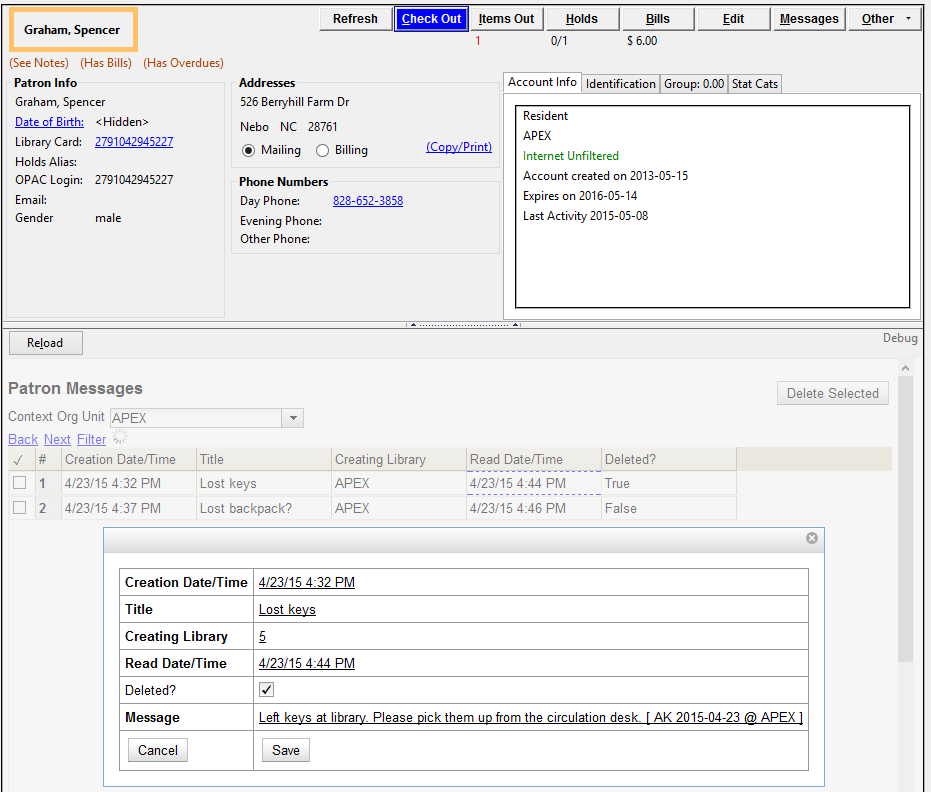 Graham, Spencer
Refresh Check Out Items Out Holds Bills Edit Messages Other
1 0/1 $ 6.00
(See Notes) (Has Bills) (Has Overdues)
Patron Info
Graham, Spencer
Date of Birth: <Hidden>
Library Card: 2791042945227
Holds Alias:
OPAC Login: 2791042945227
Email:
Gender male
Addresses
526 Berryhill Farm Dr
Nebo NC 28761
Mailing Billing (Copy/Print)
Phone Numbers
Day Phone: 828-652-3858
Evening Phone:
Other Phone:
Account Info Identification Group: 0.00 Stat Cats
Resident
APEX
Internet Unfiltered
Account created on 2013-05-15
Expires on 2016-05-14
Last Activity 2015-05-08
Reload Debug
Patron Messages
Delete Selected
Context Org Unit APEX
Back Next Filter
✓ # Creation Date/Time Title Creating Library Read Date/Time Deleted?
1 4/23/15 4:32 PM Lost keys APEX 4/23/15 4:44 PM True
2 4/23/15 4:37 PM Lost backpack? APEX 4/23/15 4:46 PM False
Creation Date/Time 4/23/15 4:32 PM
Title Lost keys
Creating Library 5
Read Date/Time 4/23/15 4:44 PM
Deleted?
Message Left keys at library. Please pick them up from the circulation desk. [ AK 2015-04-23 @ APEX ]
Cancel Save